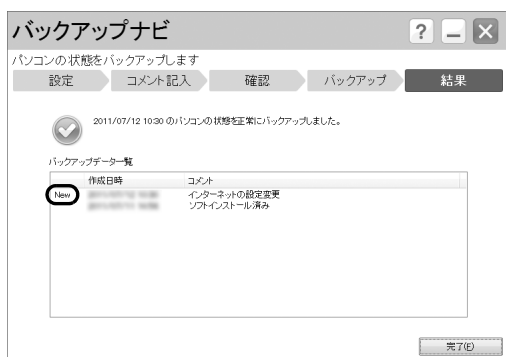 バックアップナビ
? － ×
パソコンの状態をバックアップします
設定 コメント記入 確認 バックアップ 結果
2011/07/12 10:30 のパソコンの状態を正常にバックアップしました。
バックアップデータ一覧
作成日時 コメント
New インターネットの設定変更
ソフトインストール済み
完了(E)